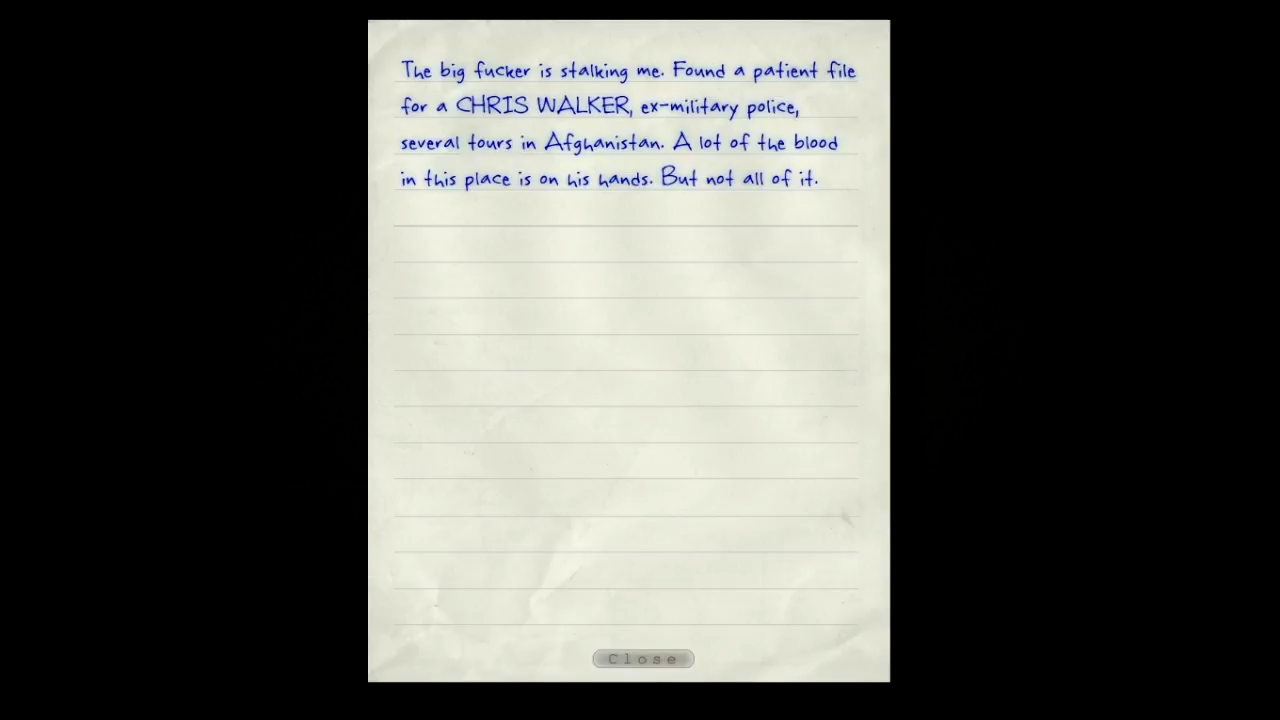 The big fucker is stalking me. Found a patient file
for a CHRIS WALKER, ex-military police,
several tours in Afghanistan. A lot of the blood
in this place is on his hands. But not all of it.
Close